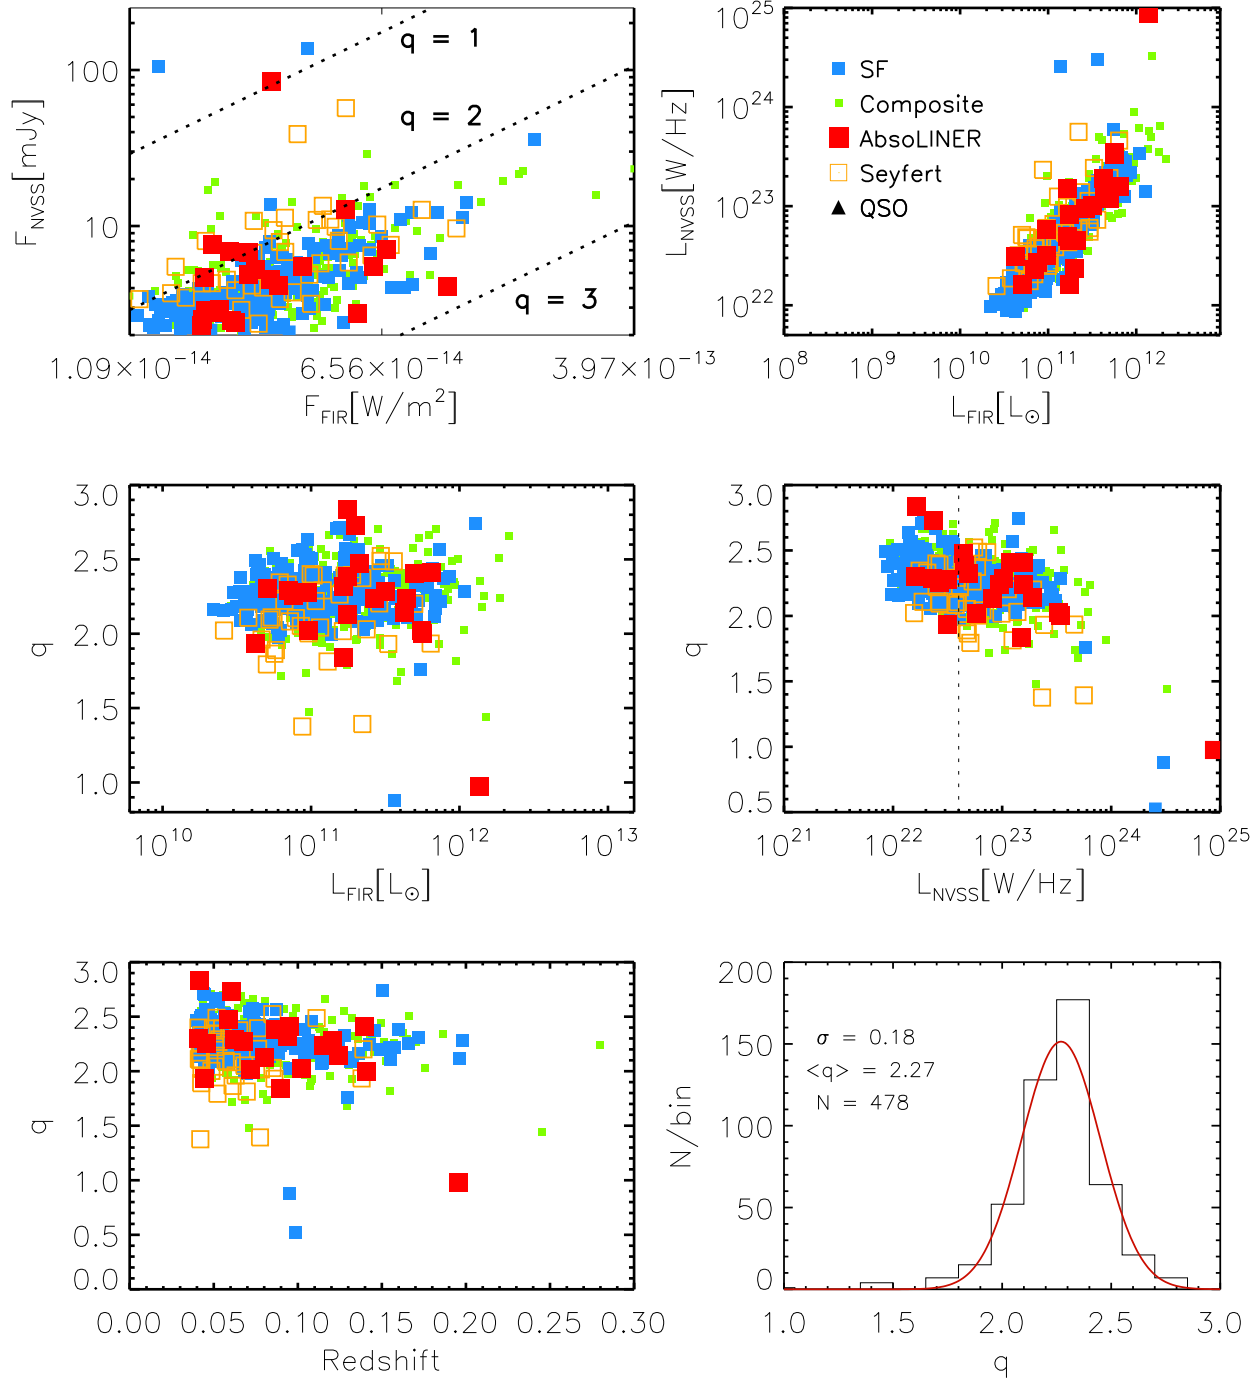 100
10
F_NVSS[mJy]
q = 1
q = 2
q = 3
1.09×10^-14
6.56×10^-14
3.97×10^-13
F_FIR[W/m^2]
10^25
10^24
10^23
10^22
L_NVSS[W/Hz]
SF
Composite
AbsoLINER
Seyfert
QSO
10^8
10^9
10^10
10^11
10^12
L_FIR[L_⊙]
3.0
2.5
2.0
1.5
1.0
q
10^10
10^11
10^12
10^13
L_FIR[L_⊙]
3.0
2.5
2.0
1.5
1.0
0.5
q
10^21
10^22
10^23
10^24
10^25
L_NVSS[W/Hz]
3.0
2.5
2.0
1.5
1.0
0.5
0.0
q
0.00
0.05
0.10
0.15
0.20
0.25
0.30
Redshift
200
150
100
50
0
N/bin
σ = 0.18
<q> = 2.27
N = 478
1.0
1.5
2.0
2.5
3.0
q